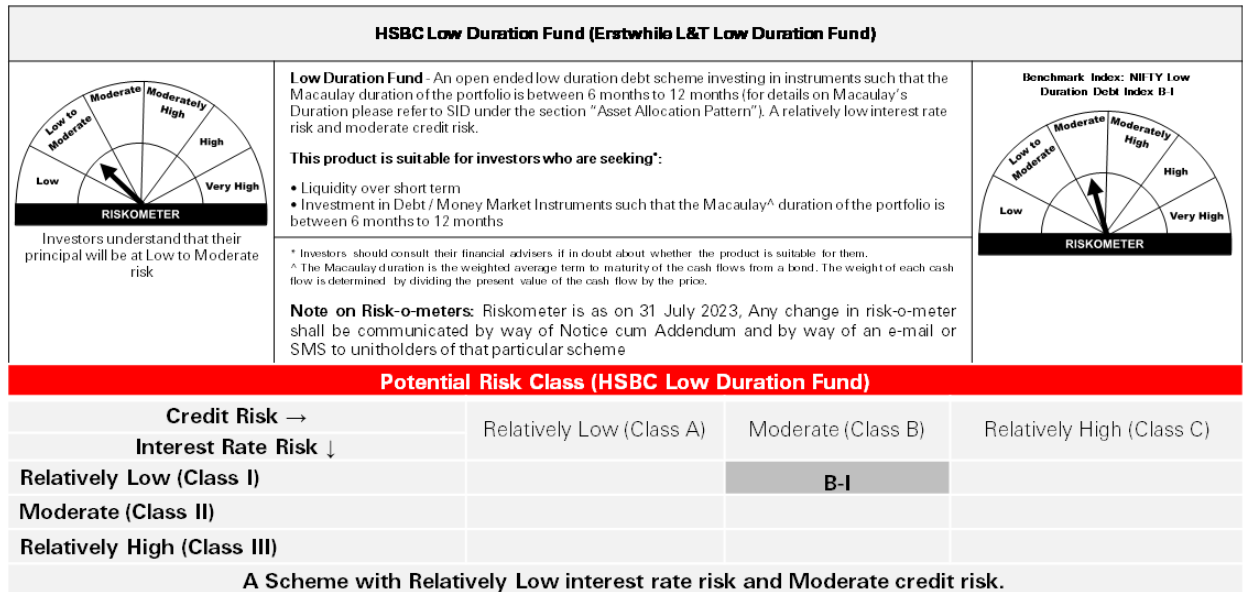 HSBC Low Duration Fund (Erstwhile L&T Low Duration Fund)
Low to Moderate
Moderate
Moderately High
High
Low
Very High
RISKOMETER
Investors understand that their
principal will be at Low to Moderate
risk
Low Duration Fund - An open ended low duration debt scheme investing in instruments such that the
Macaulay duration of the portfolio is between 6 months to 12 months (for details on Macaulay's
Duration please refer to SID under the section "Asset Allocation Pattern"). A relatively low interest rate
risk and moderate credit risk.
This product is suitable for investors who are seeking*:
• Liquidity over short term
• Investment in Debt / Money Market Instruments such that the Macaulay^ duration of the portfolio is
between 6 months to 12 months
* Investors should consult their financial advisers if in doubt about whether the product is suitable for them.
^ The Macaulay duration is the weighted average term to maturity of the cash flows from a bond. The weight of each cash
flow is determined by dividing the present value of the cash flow by the price.
Note on Risk-o-meters: Riskometer is as on 31 July 2023, Any change in risk-o-meter
shall be communicated by way of Notice cum Addendum and by way of an e-mail or
SMS to unitholders of that particular scheme
Benchmark Index: NIFTY Low
Duration Debt Index B-I
Low to Moderate
Moderate
Moderately High
High
Low
Very High
RISKOMETER
Potential Risk Class (HSBC Low Duration Fund)
Credit Risk →
Interest Rate Risk ↓
Relatively Low (Class A)
Moderate (Class B)
Relatively High (Class C)
Relatively Low (Class I)
B-I
Moderate (Class II)
Relatively High (Class III)
A Scheme with Relatively Low interest rate risk and Moderate credit risk.